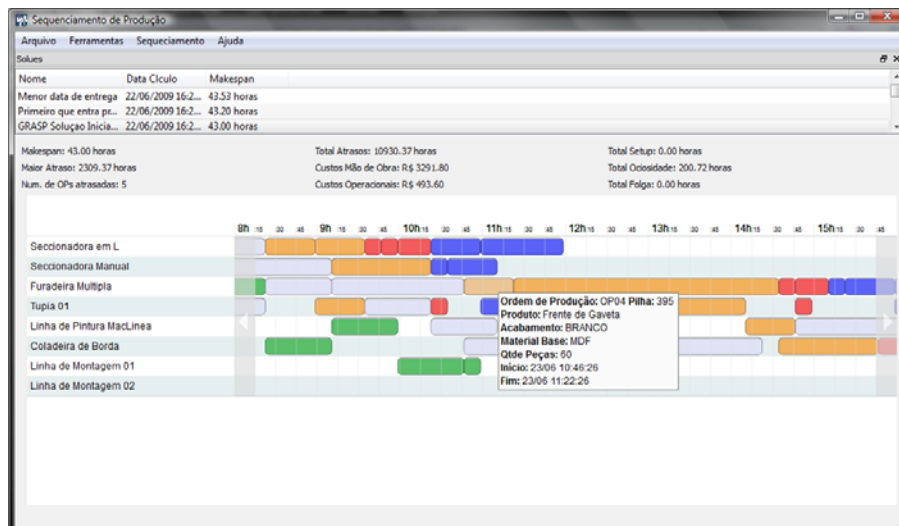 Sequenciamento de Produção
Arquivo Ferramentas Sequeciamento Ajuda
Solues
Nome Data Clculo Makespan
Menor data de entrega 22/06/2009 16:2... 43.53 horas
Primeiro que entra pr... 22/06/2009 16:2... 43.20 horas
GRASP Soluçao Inicia... 22/06/2009 16:2... 43.00 horas
Makespan: 43.00 horas Total Atrasos: 10930.37 horas Total Setup: 0.00 horas
Maior Atraso: 2309.37 horas Custos Mão de Obra: R$ 3291.80 Total Ociosidade: 200.72 horas
Num. de OPs atrasadas: 5 Custos Operacionais: R$ 493.60 Total Folga: 0.00 horas
8h :15 :30 :45 9h :15 :30 :45 10h :15 :30 :45 11h :15 :30 :45 12h :15 :30 :45 13h :15 :30 :45 14h :15 :30 :45 15h :15 :30 :45
Seccionadora em L
Seccionadora Manual
Furadeira Multipla
Tupia 01
Linha de Pintura MacLinea
Coladeira de Borda
Linha de Montagem 01
Linha de Montagem 02
Ordem de Produção: OP04 Pilha: 395
Produto: Frente de Gaveta
Acabamento: BRANCO
Material Base: MDF
Qtde Peças: 60
Início: 23/06 10:46:26
Fim: 23/06 11:22:26